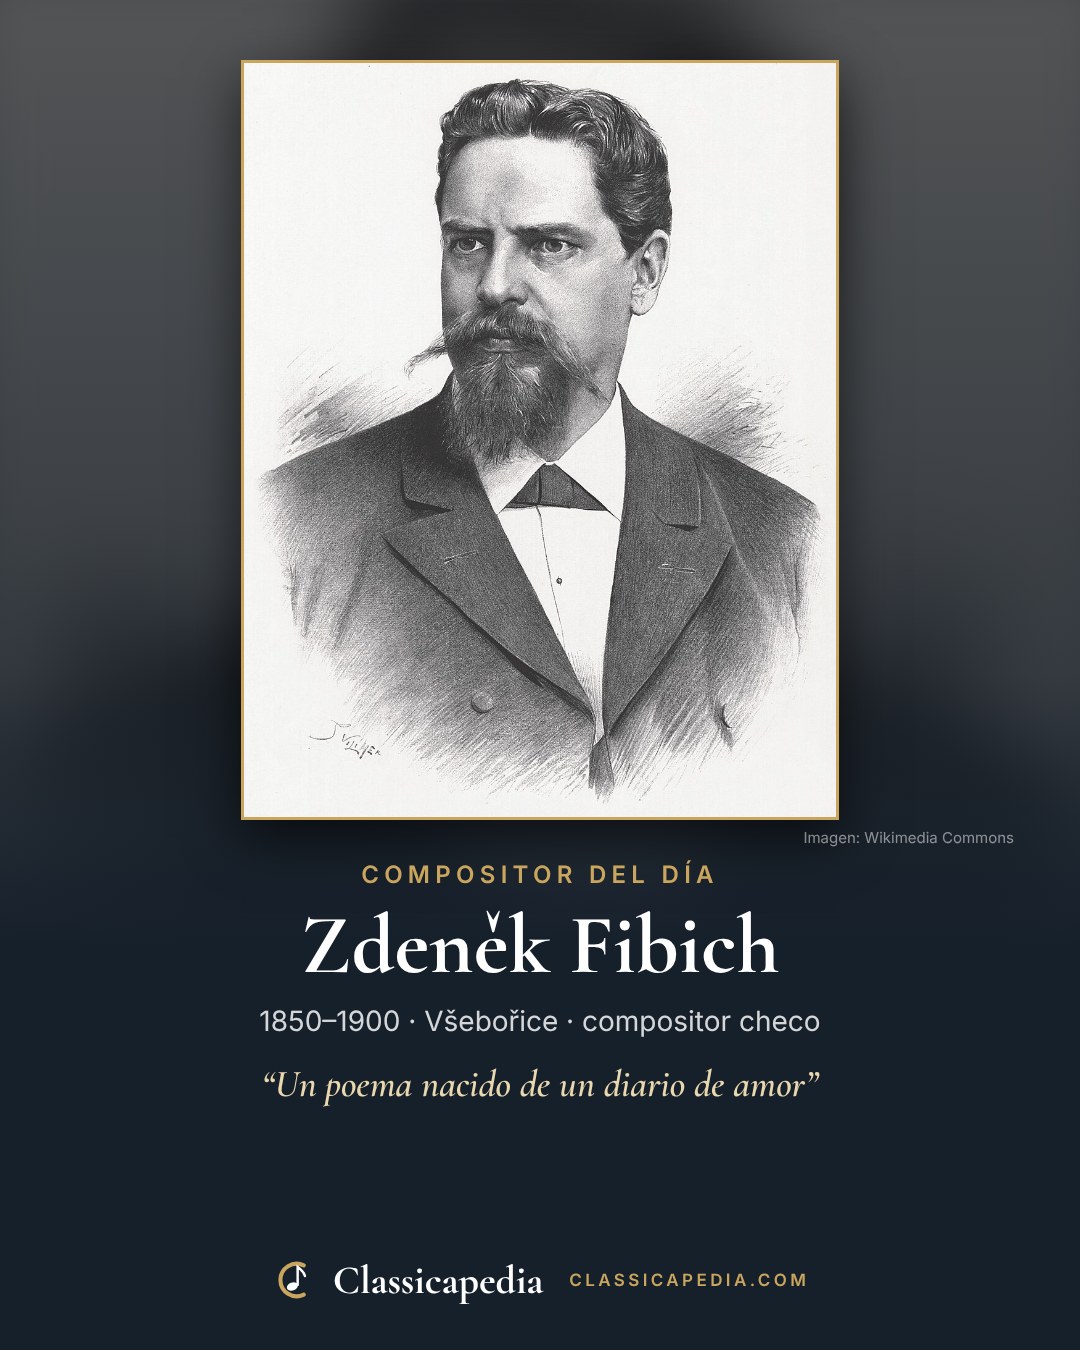 J. Vilímek
Imagen: Wikimedia Commons
COMPOSITOR DEL DÍA
Zdeněk Fibich
1850–1900 · Všebořice · compositor checo
“Un poema nacido de un diario de amor”
Classicapedia CLASSICAPEDIA.COM